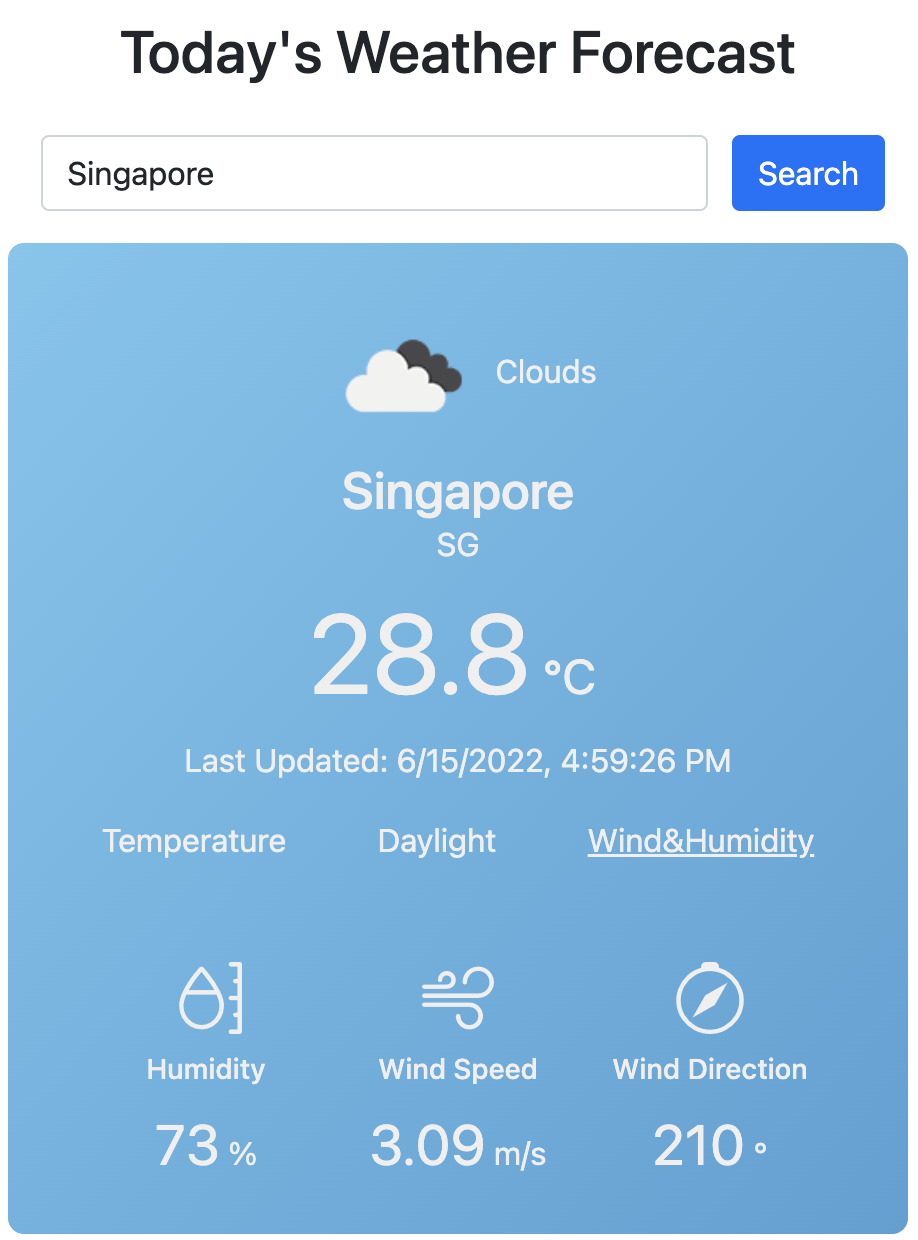 Today's Weather Forecast
Singapore Search
Clouds
Singapore
SG
28.8 °C
Last Updated: 6/15/2022, 4:59:26 PM
Temperature Daylight Wind&Humidity
Humidity Wind Speed Wind Direction
73 % 3.09 m/s 210 °